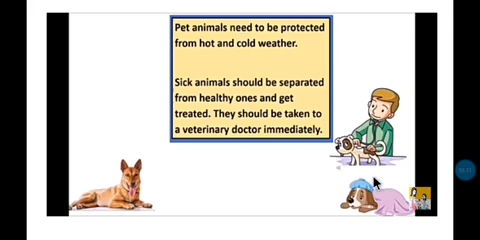 Pet animals need to be protected
from hot and cold weather.
Sick animals should be separated
from healthy ones and get
treated. They should be taken to
a veterinary doctor immediately.